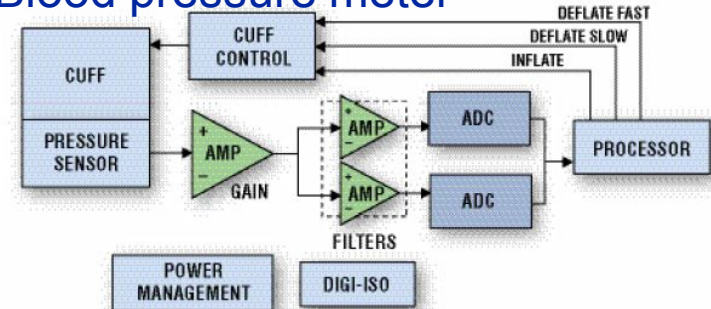 Blood pressure meter
DEFLATE FAST
DEFLATE SLOW
INFLATE
CUFF
CONTROL
CUFF
PRESSURE
SENSOR
+
AMP
−
GAIN
+
AMP
−
+
AMP
−
FILTERS
ADC
ADC
PROCESSOR
POWER
MANAGEMENT
DIGI-ISO